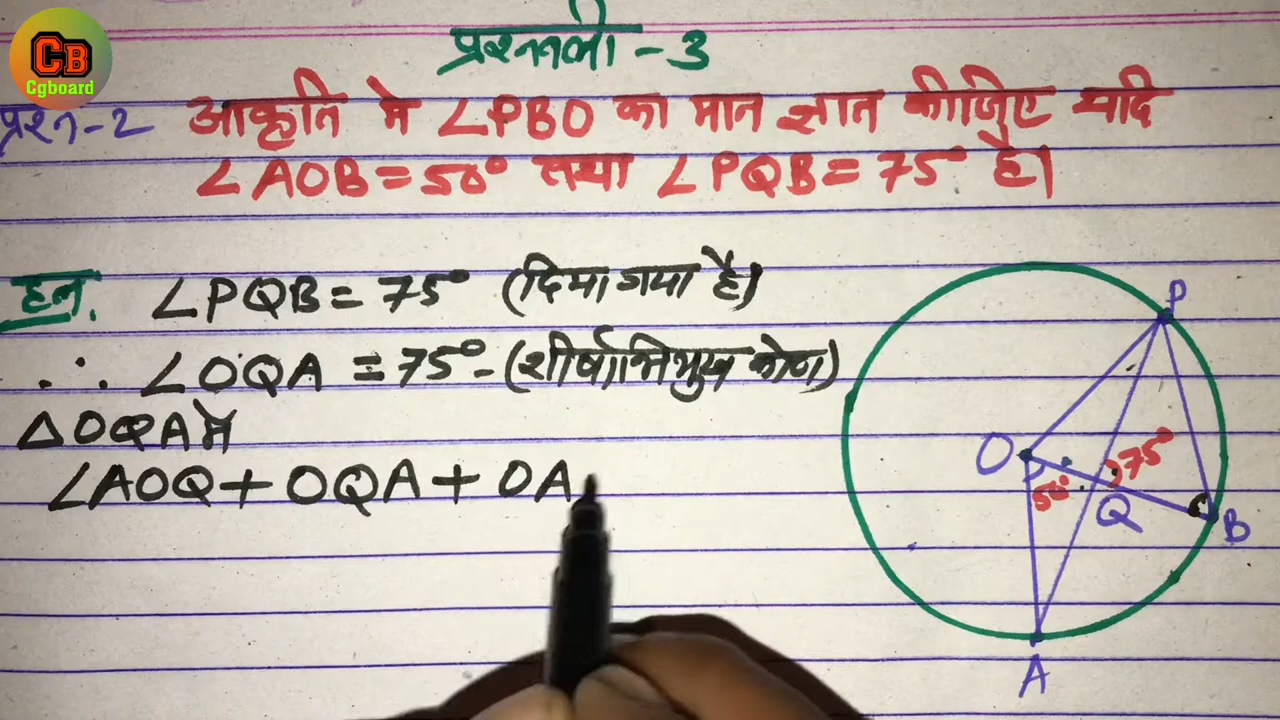 CB
Cgboard
प्रश्नावली - 3
प्रश्न-2 आकृति मे ∠PBO का मान ज्ञात कीजिए यदि
∠AOB = 50° तथा ∠PQB = 75° है।
हल. ∠PQB = 75° (दिया गया है)
∴ ∠OQA = 75° - (शीर्षाभिमुख कोण)
△OQA में
∠AOQ + OQA + OA
P
O
75°
50°
Q
B
A